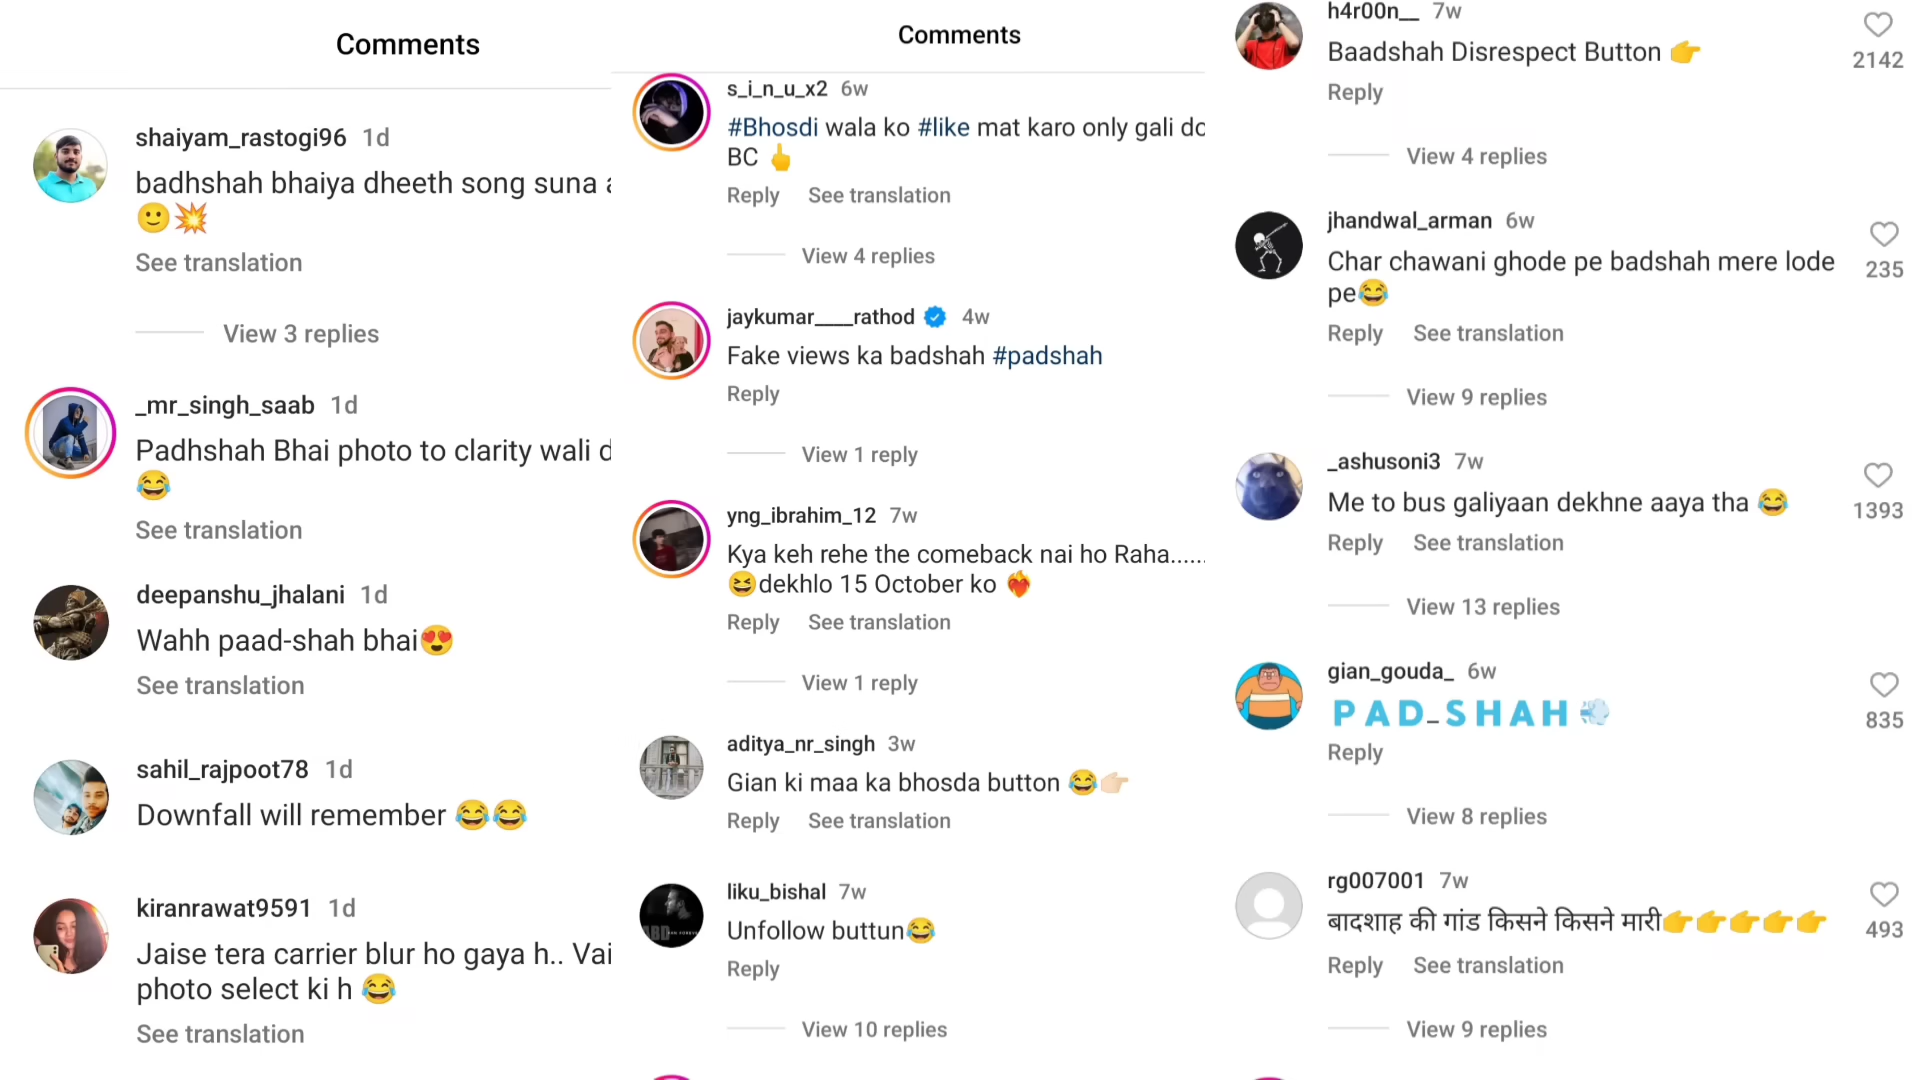 Comments
shaiyam_rastogi96 1d
badhshah bhaiya dheeth song suna
🙂💥
See translation
View 3 replies
_mr_singh_saab 1d
Padhshah Bhai photo to clarity wali
😂
See translation
deepanshu_jhalani 1d
Wahh paad-shah bhai😍
See translation
sahil_rajpoot78 1d
Downfall will remember 😂😂
kiranrawat9591 1d
Jaise tera carrier blur ho gaya h.. Vai
photo select ki h 😂
See translation
Comments
s_i_n_u_x2 6w
#Bhosdi wala ko #like mat karo only gali do
BC 👆
Reply See translation
View 4 replies
jaykumar____rathod 4w
Fake views ka badshah #padshah
Reply
View 1 reply
yng_ibrahim_12 7w
Kya keh rehe the comeback nai ho Raha......
😆dekhlo 15 October ko ❤️‍🔥
Reply See translation
View 1 reply
aditya_nr_singh 3w
Gian ki maa ka bhosda button 😂👉🏻
Reply See translation
liku_bishal 7w
Unfollow buttun😂
Reply
View 10 replies
h4r00n__ 7w
Baadshah Disrespect Button 👉
2142
Reply
View 4 replies
jhandwal_arman 6w
Char chawani ghode pe badshah mere lode
pe😂
235
Reply See translation
View 9 replies
_ashusoni3 7w
Me to bus galiyaan dekhne aaya tha 😂
1393
Reply See translation
View 13 replies
gian_gouda_ 6w
P A D_S H A H 💨
835
Reply
View 8 replies
rg007001 7w
बादशाह की गांड किसने किसने मारी👉👉👉👉👉
493
Reply See translation
View 9 replies